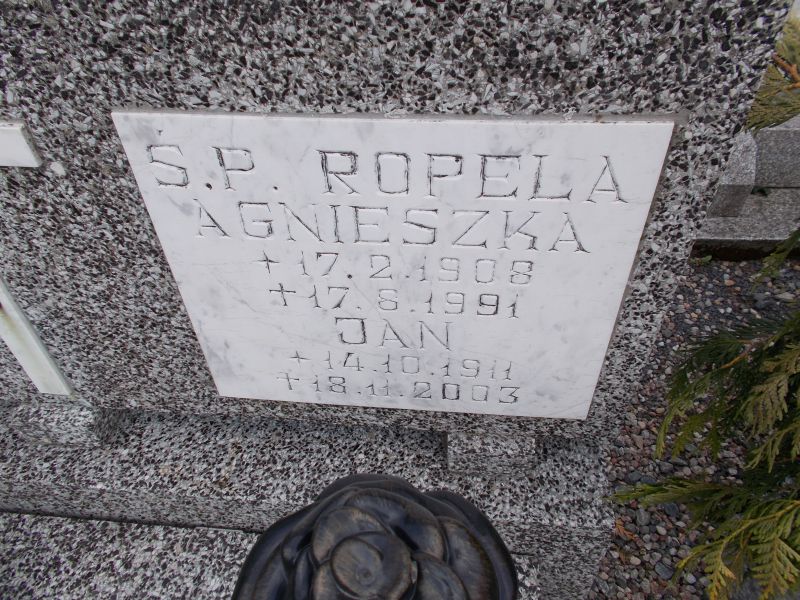 Ś.P. ROPELA
AGNIESZKA
+ 17.2.1908
+ 17.8.1991
JAN
+ 14.10.1911
+ 18.11.2003